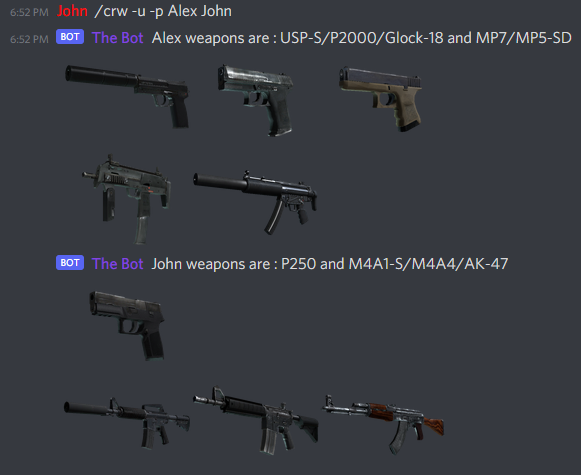 6:52 PM John /crw -u -p Alex John
6:52 PM BOT The Bot Alex weapons are : USP-S/P2000/Glock-18 and MP7/MP5-SD
BOT The Bot John weapons are : P250 and M4A1-S/M4A4/AK-47